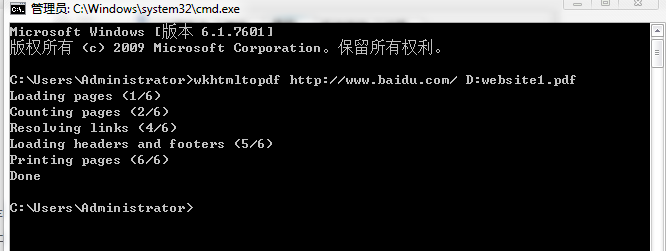 管理员: C:\Windows\system32\cmd.exe
Microsoft Windows [版本 6.1.7601]
版权所有 (c) 2009 Microsoft Corporation。保留所有权利。
C:\Users\Administrator>wkhtmltopdf http://www.baidu.com/ D:website1.pdf
Loading pages (1/6)
Counting pages (2/6)
Resolving links (4/6)
Loading headers and footers (5/6)
Printing pages (6/6)
Done
C:\Users\Administrator>